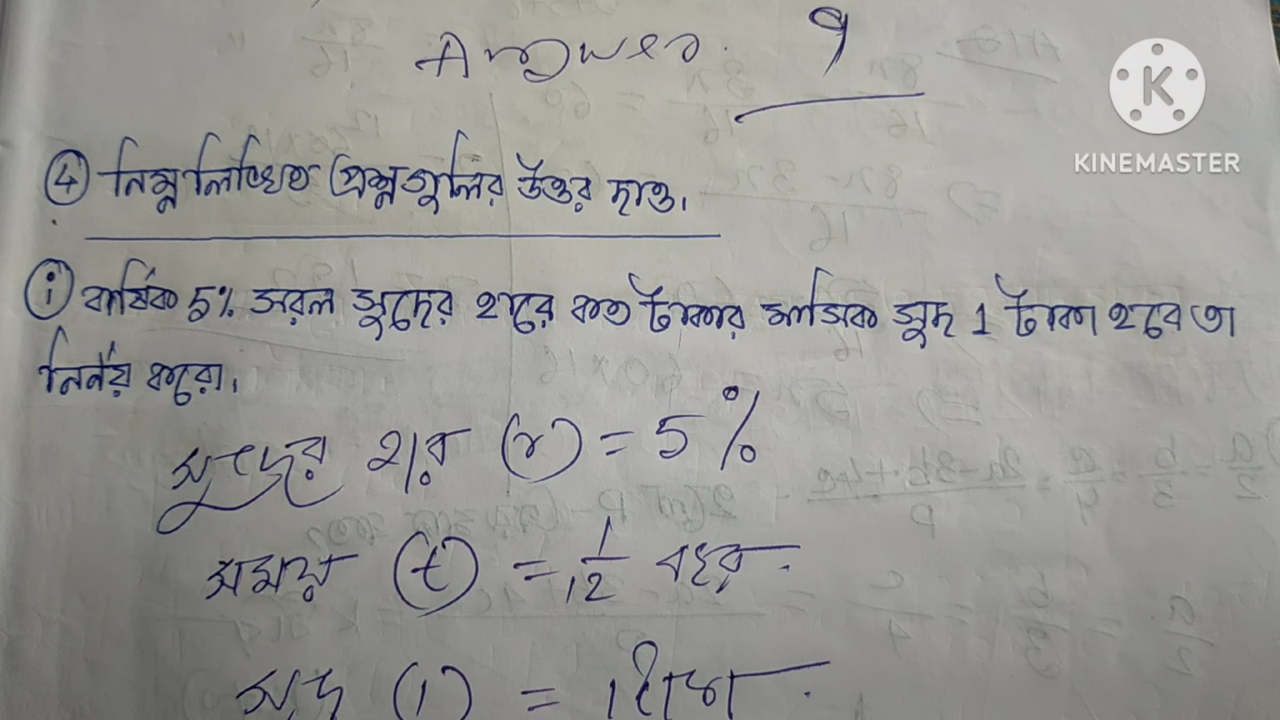 Answer. 9
④ নিম্নলিখিত প্রশ্নগুলির উত্তর দাও।
ⓘ বার্ষিক 5% সরল সুদের হারে কত টাকার মাসিক সুদ 1 টাকা হবে তা
নির্ণয় করো।
সুদের হার (r) = 5%
সময় (t) = 1/12 বছর.
সুদ (I) = 1 টাকা.
K
KINEMASTER